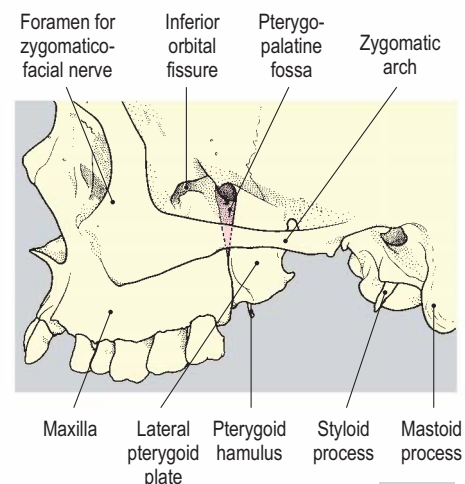 Foramen for
zygomatico-
facial nerve
Inferior
orbital
fissure
Pterygo-
palatine
fossa
Zygomatic
arch
Maxilla
Lateral
pterygoid
plate
Pterygoid
hamulus
Styloid
process
Mastoid
process